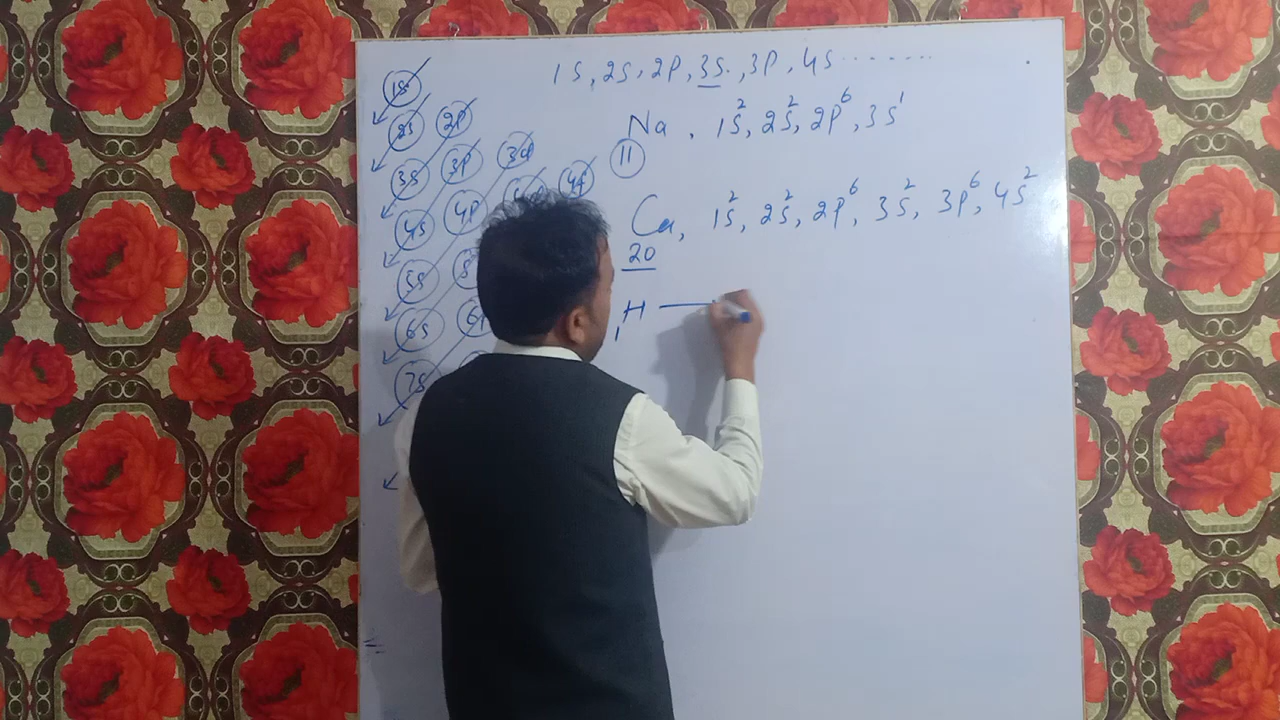 1s, 2s, 2p, 3s, 3p, 4s ........
Na, 1s², 2s², 2p⁶, 3s¹
11
Ca, 1s², 2s², 2p⁶, 3s², 3p⁶, 4s²
20
,H —
1s
2s 2p
3s 3p 3d
4s 4p 4f
5s
6s
7s